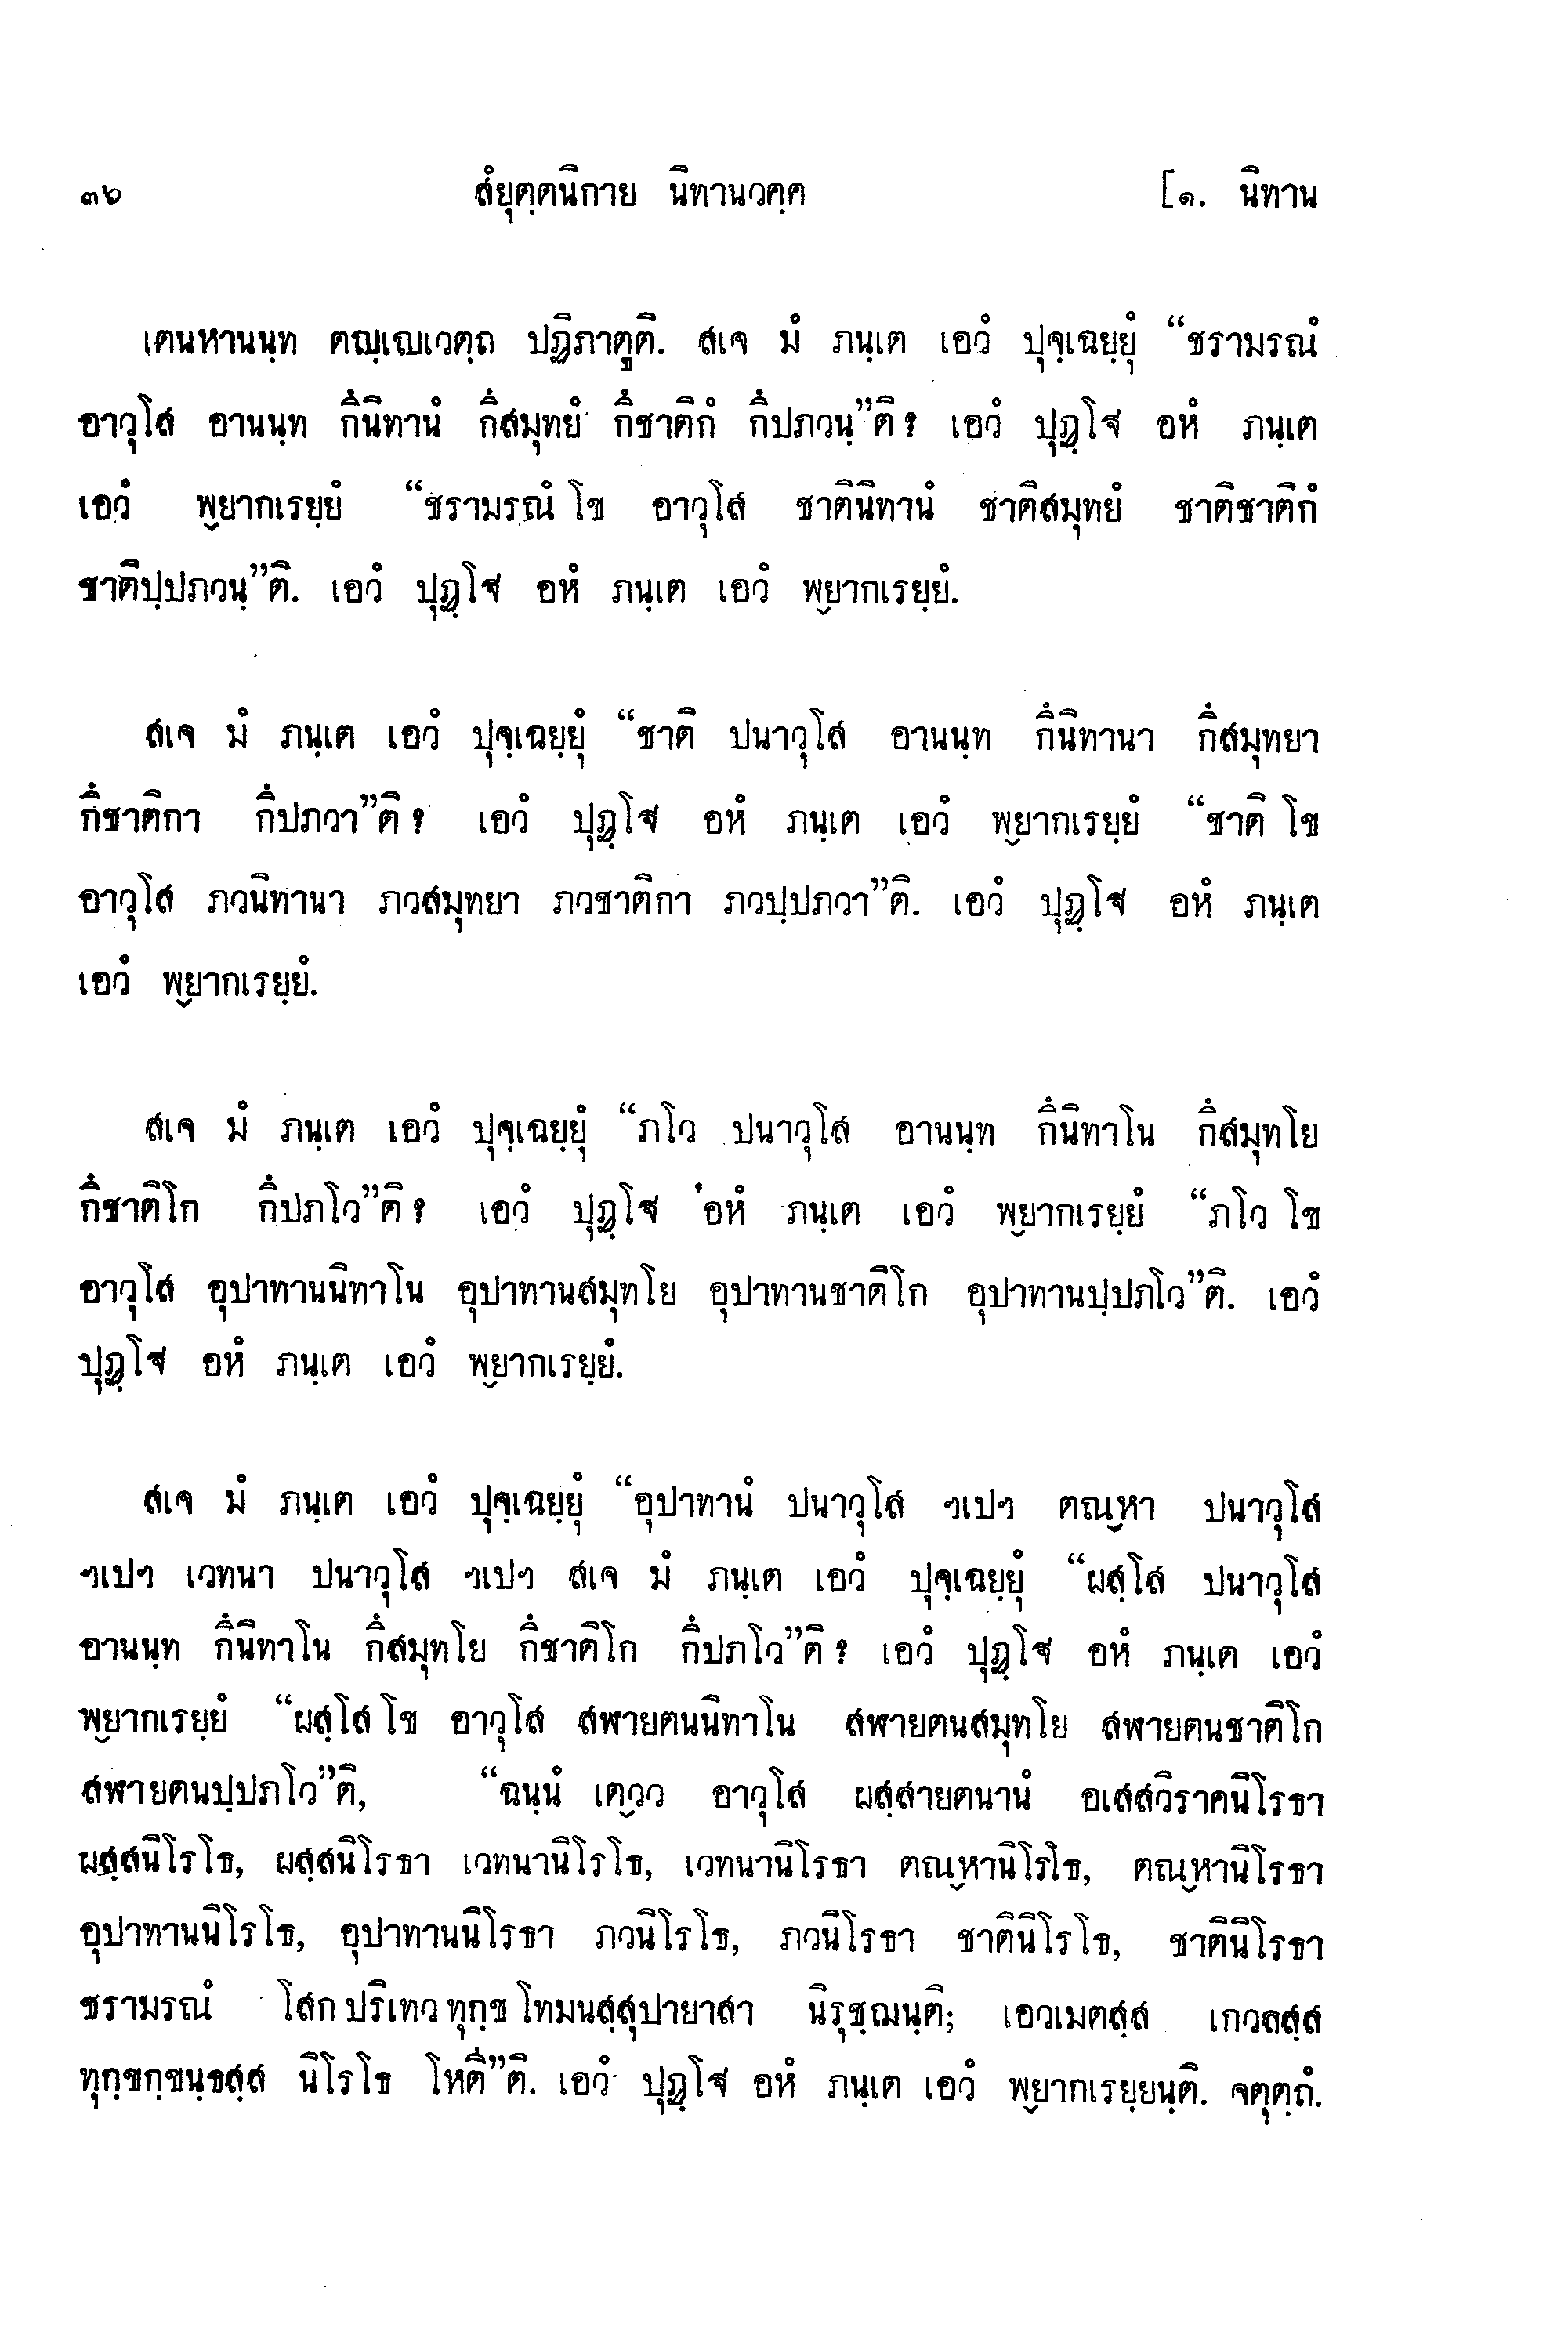 ๓๖ สํยุตฺตนิกาย นิทานวคฺค [๑. นิทาน
เตนหานนฺท ตญฺเญเวตฺถ ปฏิภาตูติ. สเจ มํ ภนฺเต เอวํ ปุจฺเฉยฺยุํ “ชรามรณํ
อาวุโส อานนฺท กึนิทานํ กึสมุทยํ กึชาติกํ กึปภวนฺ”ติ? เอวํ ปุฏฺโฐ อหํ ภนฺเต
เอวํ พฺยากเรยฺยํ “ชรามรณํ โข อาวุโส ชาตินิทานํ ชาติสมุทยํ ชาติชาติกํ
ชาติปฺปภวนฺ”ติ. เอวํ ปุฏฺโฐ อหํ ภนฺเต เอวํ พฺยากเรยฺยํ.
สเจ มํ ภนฺเต เอวํ ปุจฺเฉยฺยุํ “ชาติ ปนาวุโส อานนฺท กึนิทานา กึสมุทยา
กึชาติกา กึปภวา”ติ? เอวํ ปุฏฺโฐ อหํ ภนฺเต เอวํ พฺยากเรยฺยํ “ชาติ โข
อาวุโส ภวนิทานา ภวสมุทยา ภวชาติกา ภวปฺปภวา”ติ. เอวํ ปุฏฺโฐ อหํ ภนฺเต
เอวํ พฺยากเรยฺยํ.
สเจ มํ ภนฺเต เอวํ ปุจฺเฉยฺยุํ “ภโว ปนาวุโส อานนฺท กึนิทาโน กึสมุทโย
กึชาติโก กึปภโว”ติ? เอวํ ปุฏฺโฐ อหํ ภนฺเต เอวํ พฺยากเรยฺยํ “ภโว โข
อาวุโส อุปาทานนิทาโน อุปาทานสมุทโย อุปาทานชาติโก อุปาทานปฺปภโว”ติ. เอวํ
ปุฏฺโฐ อหํ ภนฺเต เอวํ พฺยากเรยฺยํ.
สเจ มํ ภนฺเต เอวํ ปุจฺเฉยฺยุํ “อุปาทานํ ปนาวุโส ฯเปฯ ตณฺหา ปนาวุโส
ฯเปฯ เวทนา ปนาวุโส ฯเปฯ สเจ มํ ภนฺเต เอวํ ปุจฺเฉยฺยุํ “ผสฺโส ปนาวุโส
อานนฺท กึนิทาโน กึสมุทโย กึชาติโก กึปภโว”ติ? เอวํ ปุฏฺโฐ อหํ ภนฺเต เอวํ
พฺยากเรยฺยํ “ผสฺโส โข อาวุโส สฬายตนนิทาโน สฬายตนสมุทโย สฬายตนชาติโก
สฬายตนปฺปภโว”ติ, “ฉนฺนํ เตฺวว อาวุโส ผสฺสายตนานํ อเสสวิราคนิโรธา
ผสฺสนิโรโธ, ผสฺสนิโรธา เวทนานิโรโธ, เวทนานิโรธา ตณฺหานิโรโธ, ตณฺหานิโรธา
อุปาทานนิโรโธ, อุปาทานนิโรธา ภวนิโรโธ, ภวนิโรธา ชาตินิโรโธ, ชาตินิโรธา
ชรามรณํ โสก ปริเทว ทุกฺข โทมนสฺสุปายาสา นิรุชฺฌนฺติ; เอวเมตสฺส เกวลสฺส
ทุกฺขกฺขนฺธสฺส นิโรโธ โหตี”ติ. เอวํ ปุฏฺโฐ อหํ ภนฺเต เอวํ พฺยากเรยฺยนฺติ. จตุตฺถํ.